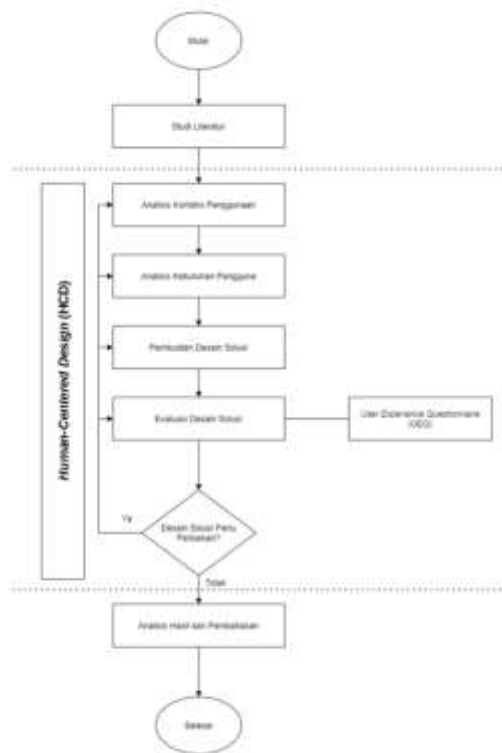 Mulai
Studi Literatur
Human-Centered Design (HCD)
Analisis Konteks Penggunaan
Analisis Kebutuhan Pengguna
Pembuatan Desain Solusi
Evaluasi Desain Solusi
User Experience Questionnaire
(UEQ)
Ya
Desain Solusi Perlu
Perbaikan?
Tidak
Analisis Hasil dan Pembahasan
Selesai